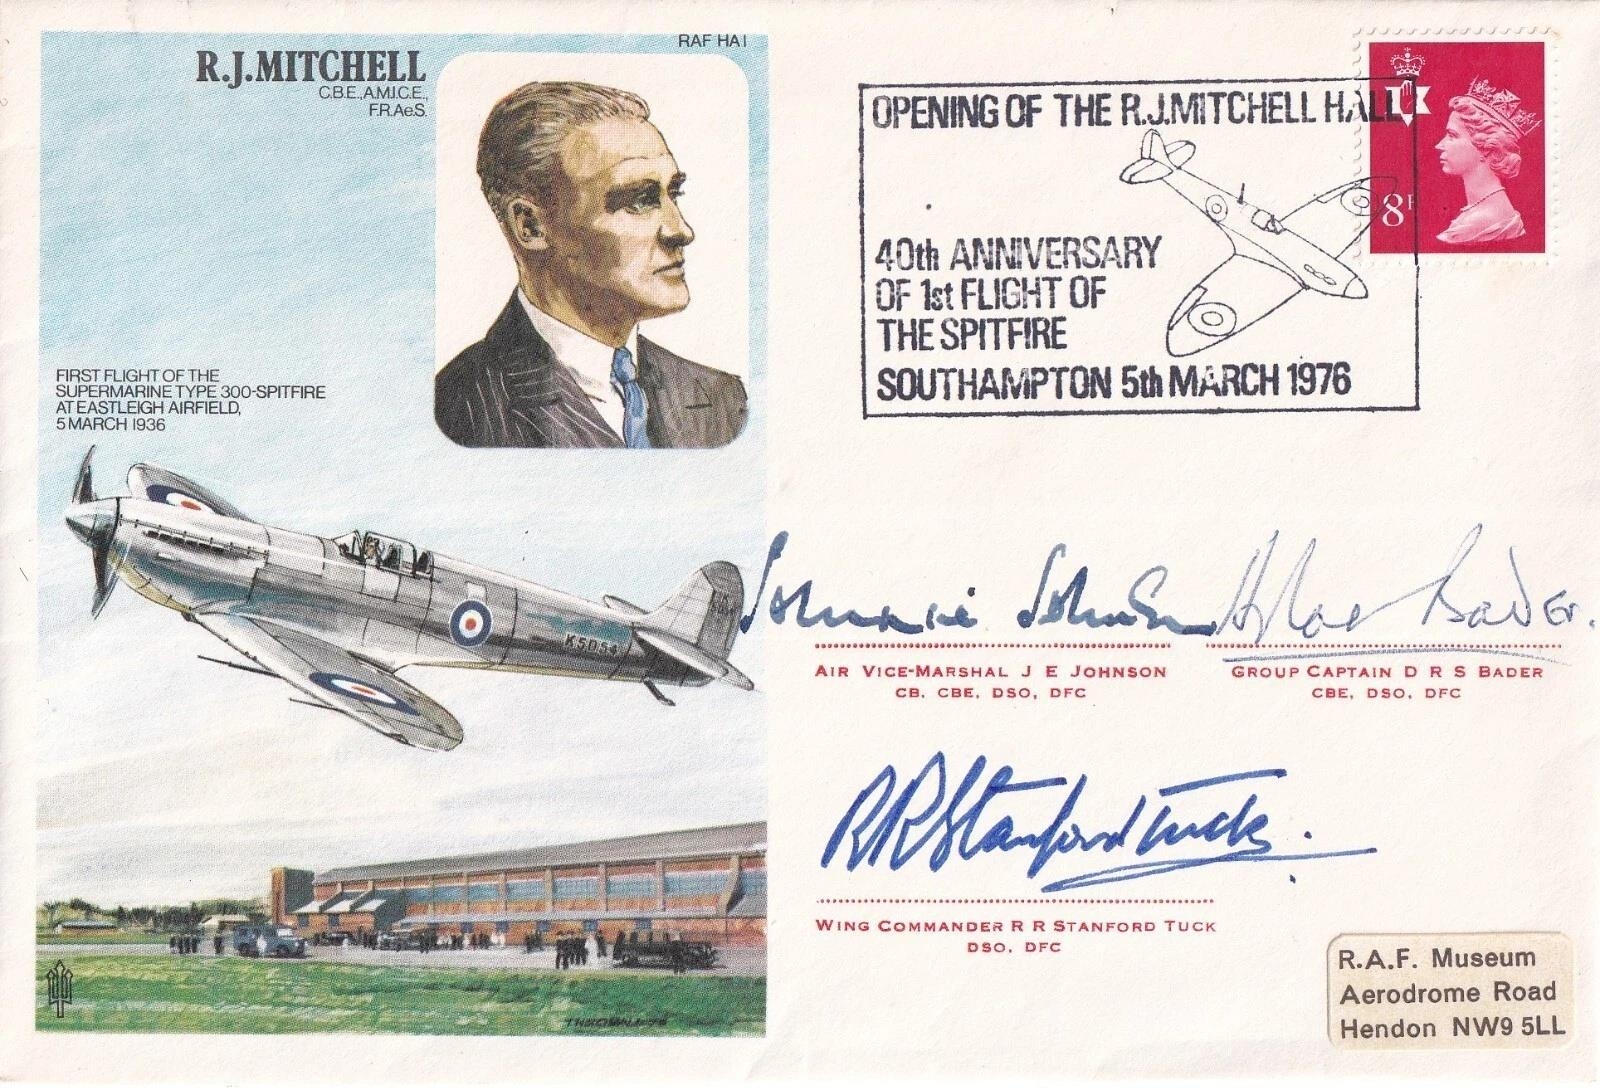 R.J.MITCHELL
C.B.E.,A.M.I.C.E.,
F.R.Ae.S.
RAF HA1
FIRST FLIGHT OF THE
SUPERMARINE TYPE 300-SPITFIRE
AT EASTLEIGH AIRFIELD,
5 MARCH 1936
K5054
OPENING OF THE R.J.MITCHELL HALL
40th ANNIVERSARY
OF 1st FLIGHT OF
THE SPITFIRE
SOUTHAMPTON 5th MARCH 1976
8P
Johnnie Johnson
Douglas Bader.
AIR VICE-MARSHAL J E JOHNSON
CB, CBE, DSO, DFC
GROUP CAPTAIN D R S BADER
CBE, DSO, DFC
RRStanfordTuck.
WING COMMANDER R R STANFORD TUCK
DSO, DFC
R.A.F. Museum
Aerodrome Road
Hendon NW9 5LL